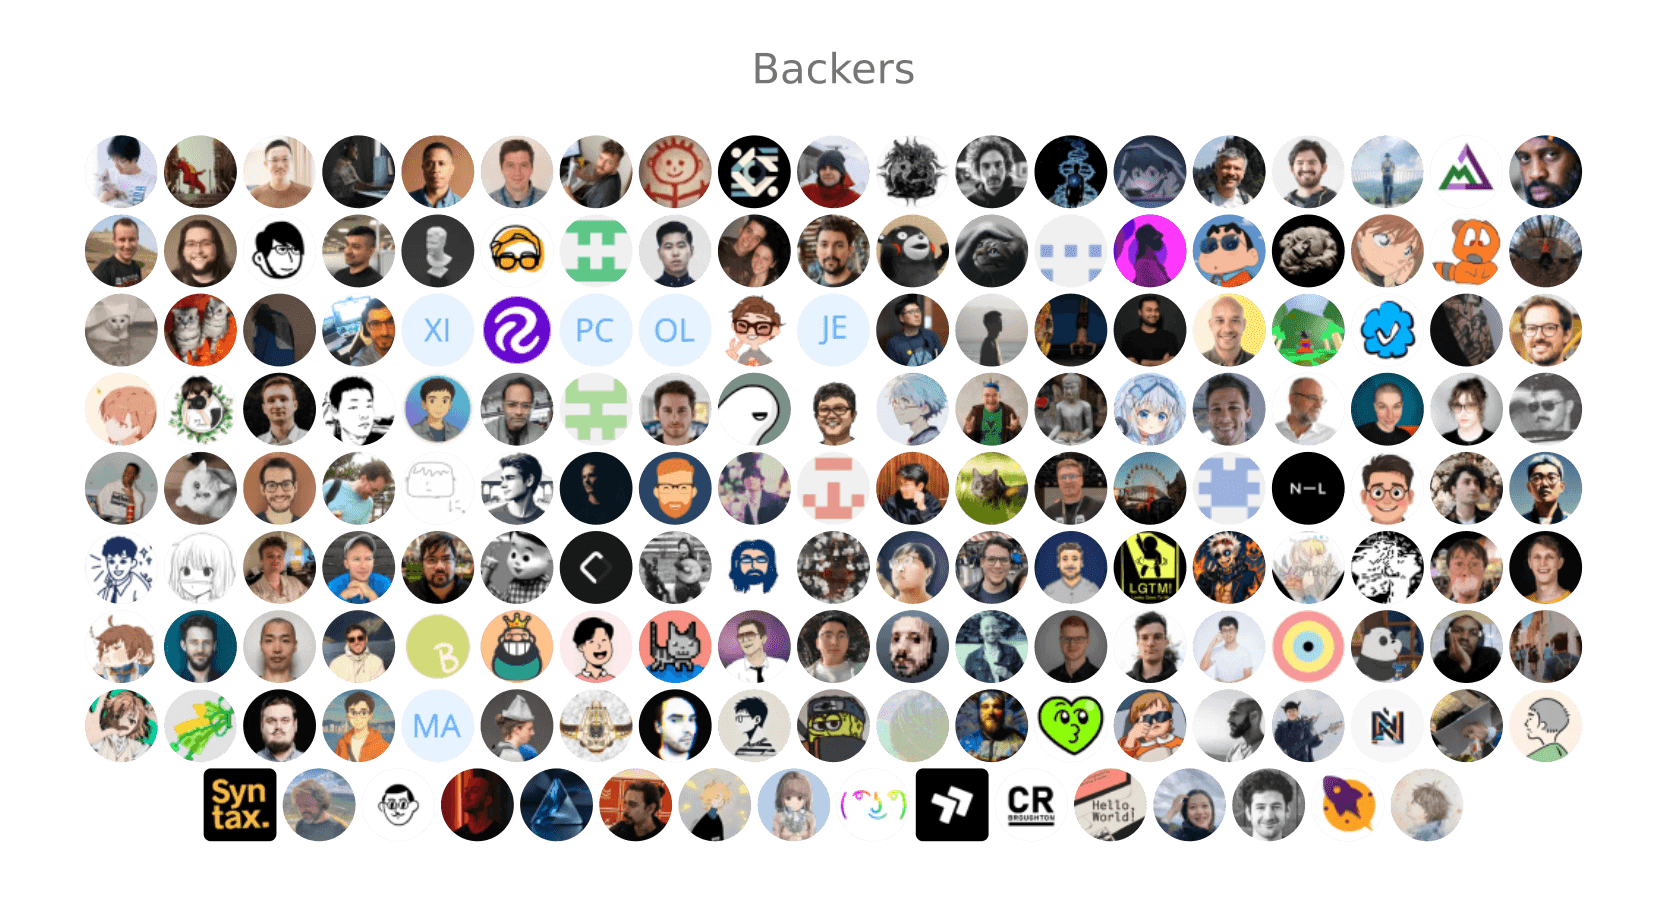 Backers
XI
PC
OL
JE
N—L
LGTM!
B
MA
Syn
tax.
CR
BROUGHTON
Hello,
World!